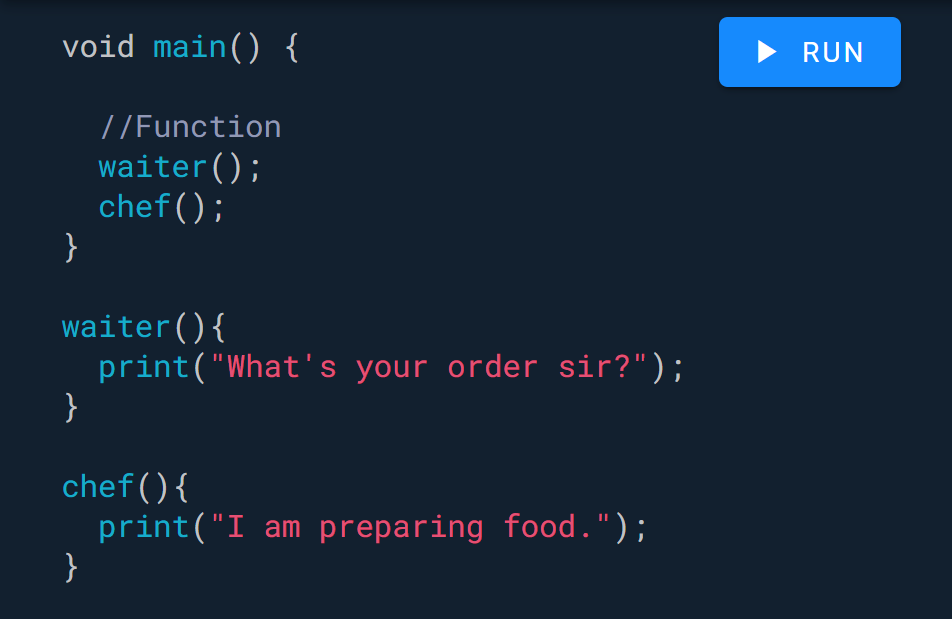 void main() {
RUN
  //Function
  waiter();
  chef();
}
waiter(){
  print("What's your order sir?");
}
chef(){
  print("I am preparing food.");
}